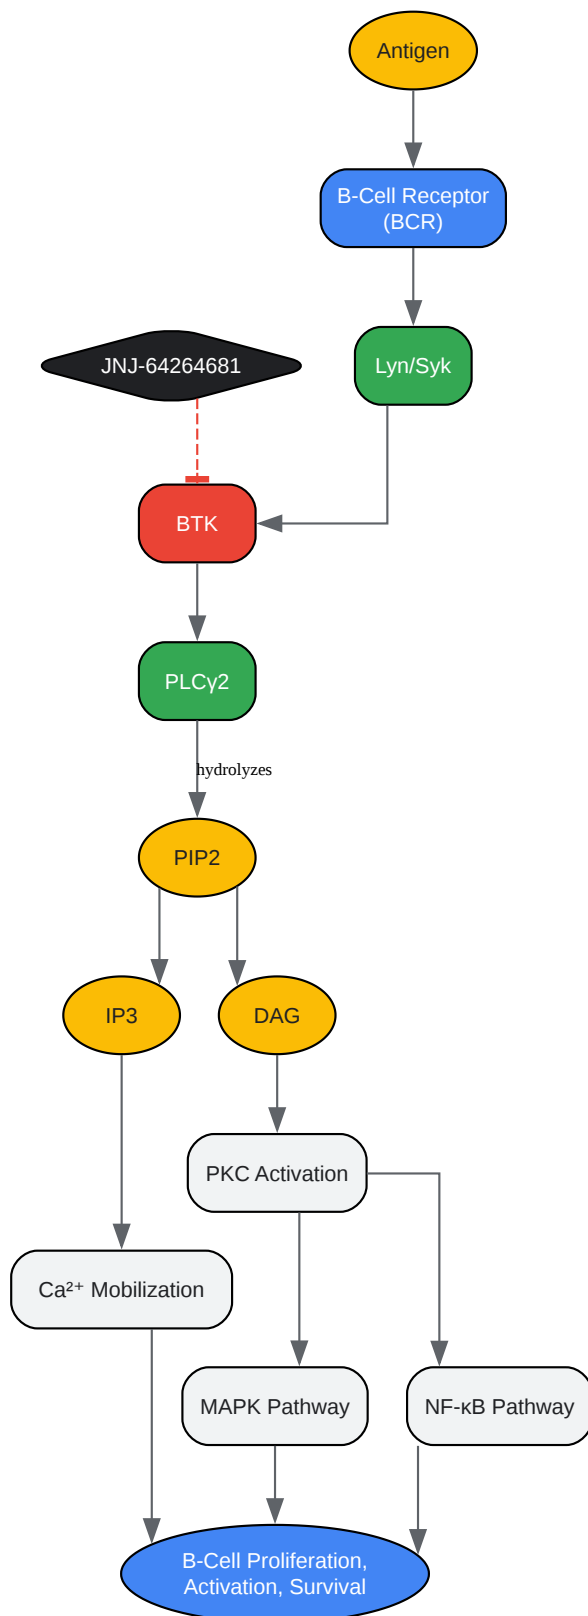 Antigen
B-Cell Receptor
(BCR)
JNJ-64264681
Lyn/Syk
BTK
PLCγ2
hydrolyzes
PIP2
IP3
DAG
PKC Activation
Ca²⁺ Mobilization
MAPK Pathway
NF-κB Pathway
B-Cell Proliferation,
Activation, Survival